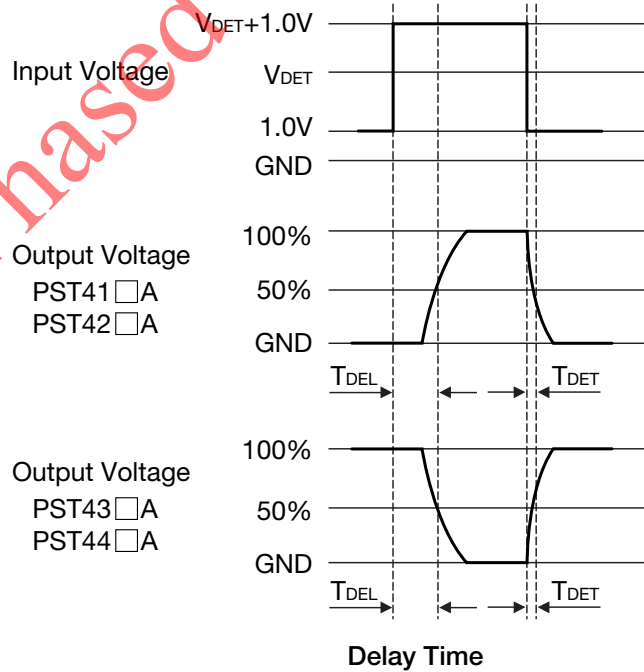 VDET+1.0V
Input Voltage
VDET
1.0V
GND
Output Voltage
PST41□A
PST42□A
100%
50%
GND
TDEL
TDET
Output Voltage
PST43□A
PST44□A
100%
50%
GND
TDEL
TDET
Delay Time